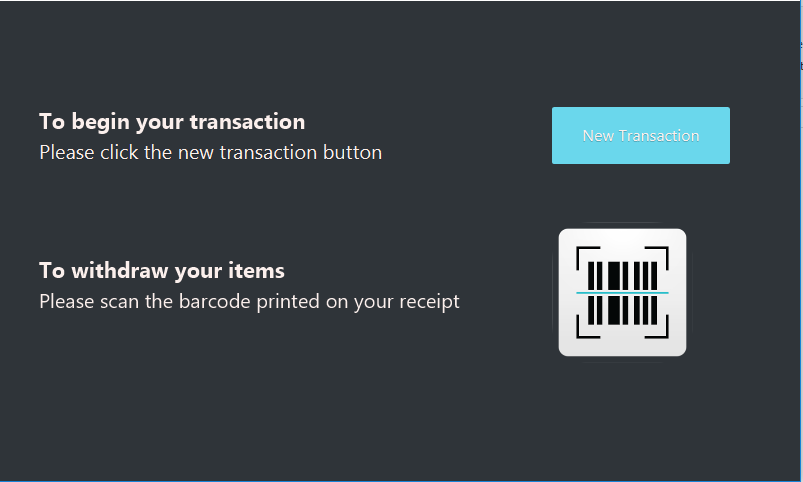 To begin your transaction
Please click the new transaction button
New Transaction
To withdraw your items
Please scan the barcode printed on your receipt